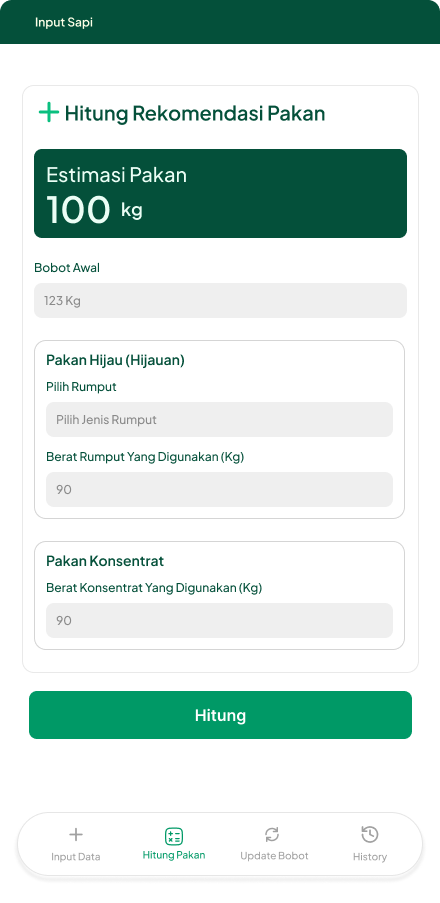 Input Sapi
Hitung Rekomendasi Pakan
Estimasi Pakan
100 kg
Bobot Awal
123 Kg
Pakan Hijau (Hijauan)
Pilih Rumput
Pilih Jenis Rumput
Berat Rumput Yang Digunakan (Kg)
90
Pakan Konsentrat
Berat Konsentrat Yang Digunakan (Kg)
90
Hitung
Input Data
Hitung Pakan
Update Bobot
History